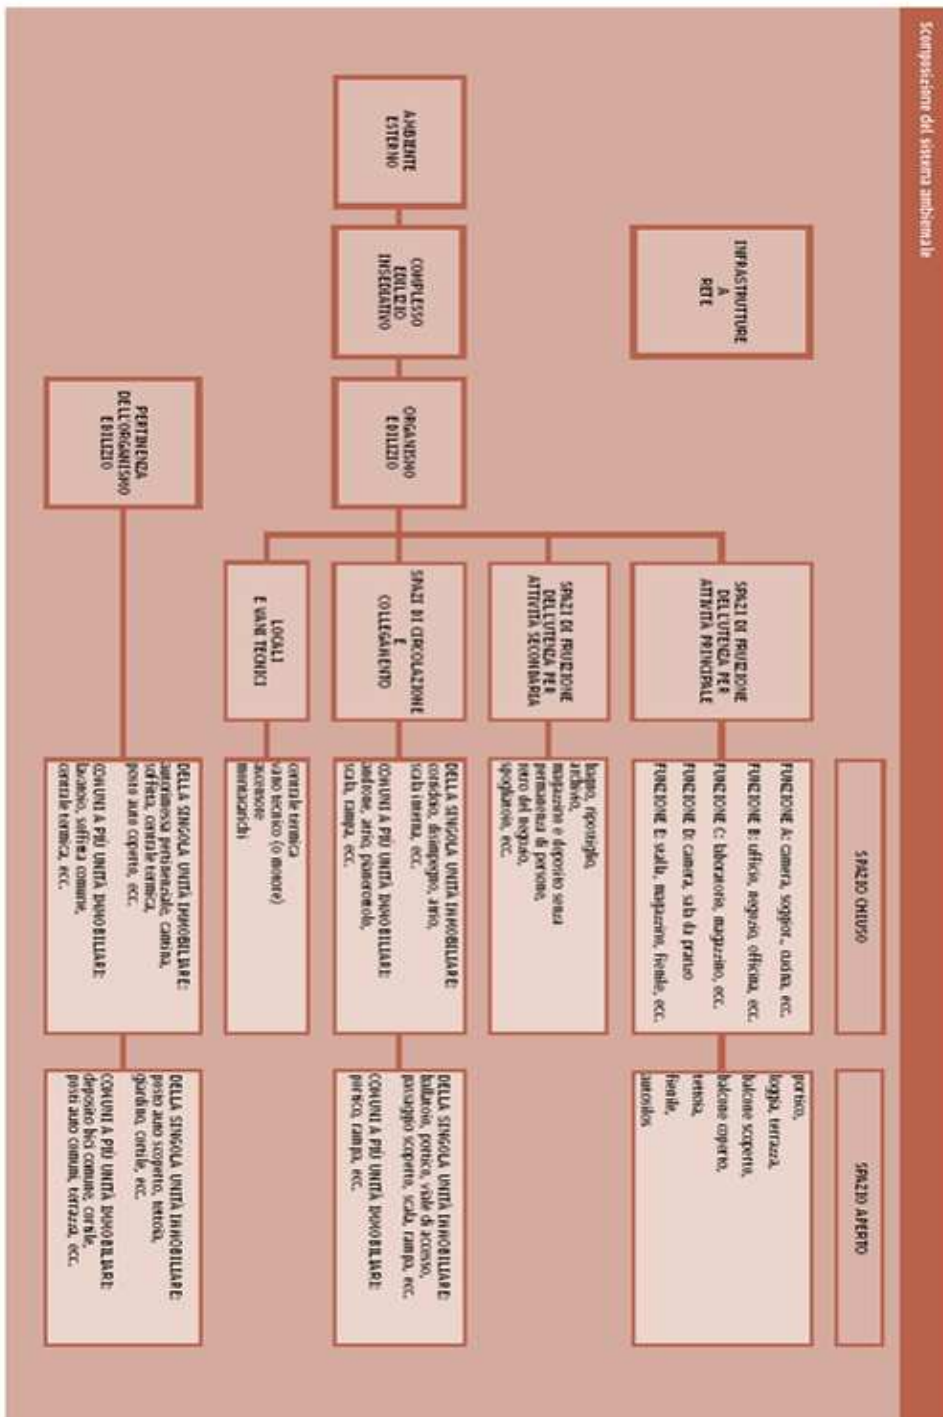 Scomposizione del sistema ambientale
SPAZIO CHIUSO
SPAZIO APERTO
INFRASTRUTTURE
A
RETE
AMBIENTE
ESTERNO
COMPLESSO
EDILIZIO
INSEDIATIVO
ORGANISMO
EDILIZIO
PERTINENZA
DELL'ORGANISMO
EDILIZIO
SPAZI DI FRUIZIONE
DELL'UTENZA PER
ATTIVITÀ PRINCIPALE
FUNZIONE A: camera, soggior., cucina, ecc.
FUNZIONE B: ufficio, negozio, officina, ecc.
FUNZIONE C: laboratorio, magazzino, ecc.
FUNZIONE D: camera, sala da pranzo
FUNZIONE E: stalla, magazzino, fienile, ecc.
portico,
loggia, terrazza,
balcone scoperto,
balcone coperto,
tettoia,
fienile,
autosilos
SPAZI DI FRUIZIONE
DELL'UTENZA PER
ATTIVITÀ SECONDARIA
bagno, ripostiglio,
archivio,
magazzino e deposito senza
permanenza di persone,
retro del negozio,
spogliatoio, ecc.
SPAZI DI CIRCOLAZIONE
E
COLLEGAMENTO
DELLA SINGOLA UNITÀ IMMOBILIARE:
corridoio, disimpegno, atrio,
scala interna, ecc.
COMUNI A PIÙ UNITÀ IMMOBILIARI:
androne, atrio, pianerottolo,
scala, rampa, ecc.
DELLA SINGOLA UNITÀ IMMOBILIARE:
ballatoio, portico, viale di accesso,
passaggio scoperto, scala, rampa, ecc.
COMUNI A PIÙ UNITÀ IMMOBILIARI:
portico, rampa, ecc.
LOCALI
E VANI TECNICI
centrale termica
vano tecnico (o motore)
ascensore
montacarichi
DELLA SINGOLA UNITÀ IMMOBILIARE:
autorimessa pertinenziale, cantina,
soffitta, centrale termica,
posto auto coperto, ecc.
COMUNI A PIÙ UNITÀ IMMOBILIARI:
lavatoio, soffitta comune,
centrale termica, ecc.
DELLA SINGOLA UNITÀ IMMOBILIARE:
posto auto scoperto, tettoia,
giardino, cortile, ecc.
COMUNI A PIÙ UNITÀ IMMOBILIARI:
deposito bici comune, cortile,
posti auto comuni, terrazza, ecc.